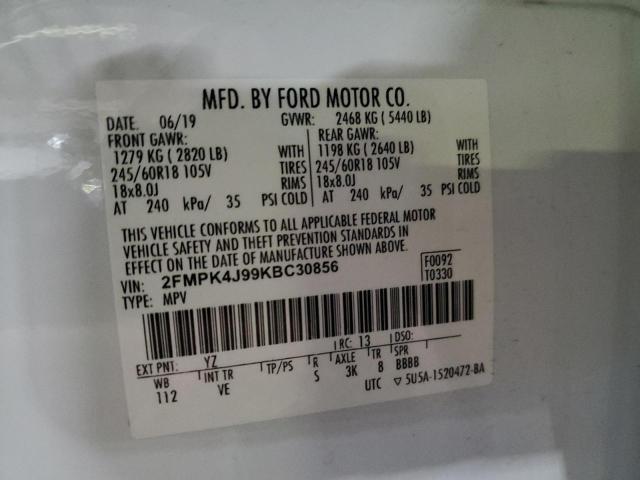 MFD. BY FORD MOTOR CO.
DATE: 06/19 GVWR: 2468 KG ( 5440 LB)
FRONT GAWR: REAR GAWR:
1279 KG ( 2820 LB) WITH 1198 KG ( 2640 LB) WITH
245/60R18 105V TIRES 245/60R18 105V TIRES
18x8.0J RIMS 18x8.0J RIMS
AT 240 kPa/ 35 PSI COLD AT 240 kPa/ 35 PSI COLD
THIS VEHICLE CONFORMS TO ALL APPLICABLE FEDERAL MOTOR
VEHICLE SAFETY AND THEFT PREVENTION STANDARDS IN
EFFECT ON THE DATE OF MANUFACTURE SHOWN ABOVE.
VIN: 2FMPK4J99KBC30856 F0092
TYPE: MPV T0330
EXT PNT: YZ RC: 13 DSO:
WB INT TR TP/PS R AXLE TR SPR
112 VE S 3K 8 BBBB
UTC ▽ 5U5A-1520472-BA